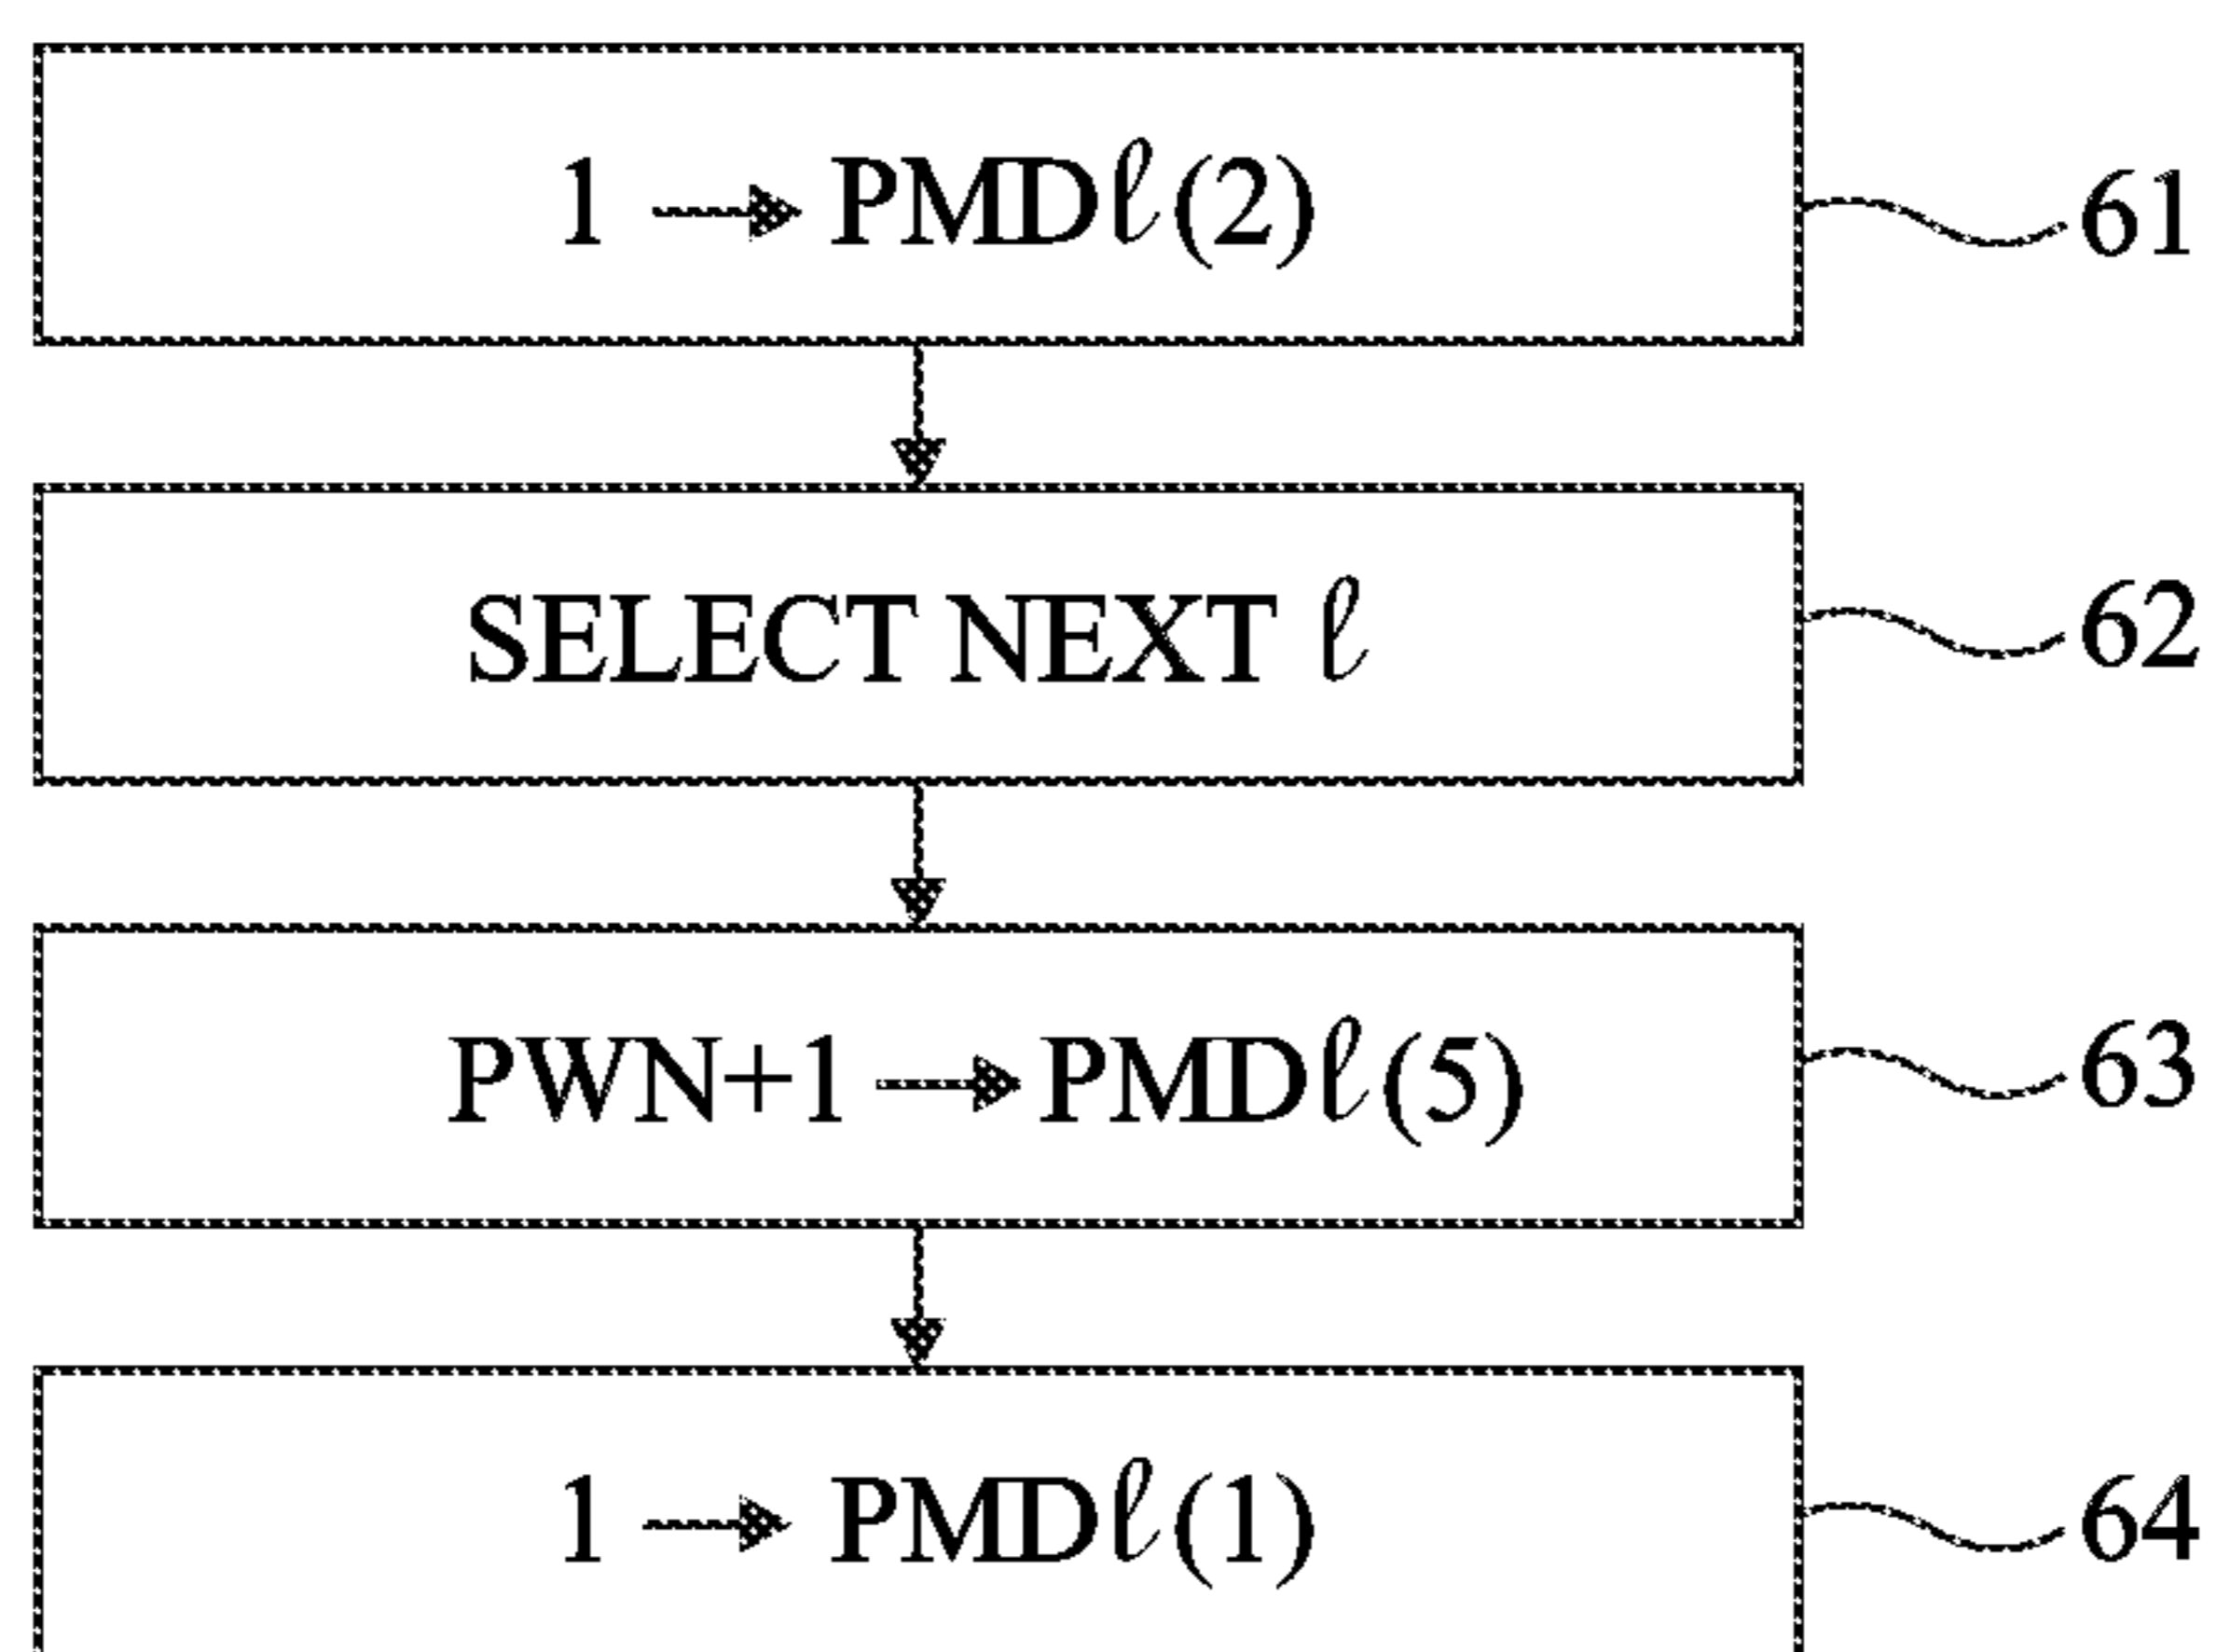 1 → PMDℓ(2)
61
SELECT NEXT ℓ
62
PWN+1 → PMDℓ(5)
63
1 → PMDℓ(1)
64